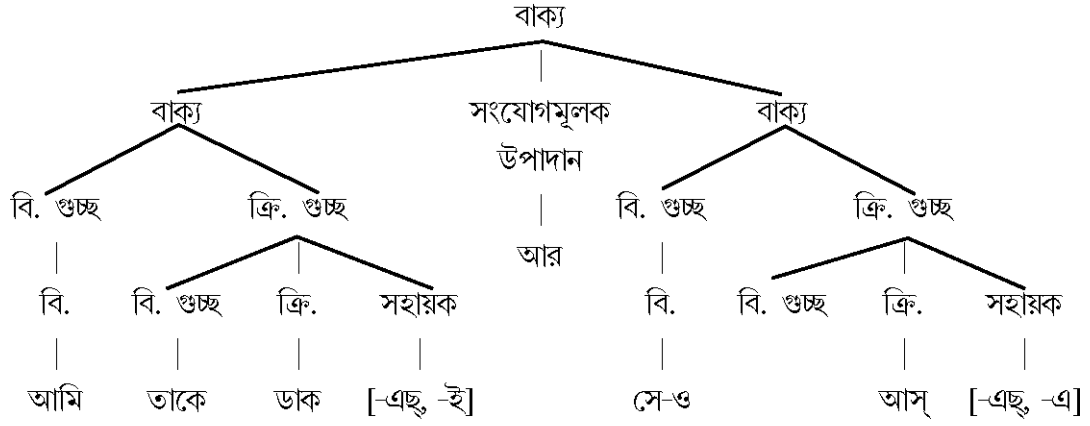 বাক্য
বাক্য সংযোগমূলক বাক্য
উপাদান
বি. গুচ্ছ ক্রি. গুচ্ছ বি. গুচ্ছ ক্রি. গুচ্ছ
আর
বি. বি. গুচ্ছ ক্রি. সহায়ক বি. বি. গুচ্ছ ক্রি. সহায়ক
আমি তাকে ডাক [-এছ্, -ই] সে-ও আস্ [-এছ্, -এ]